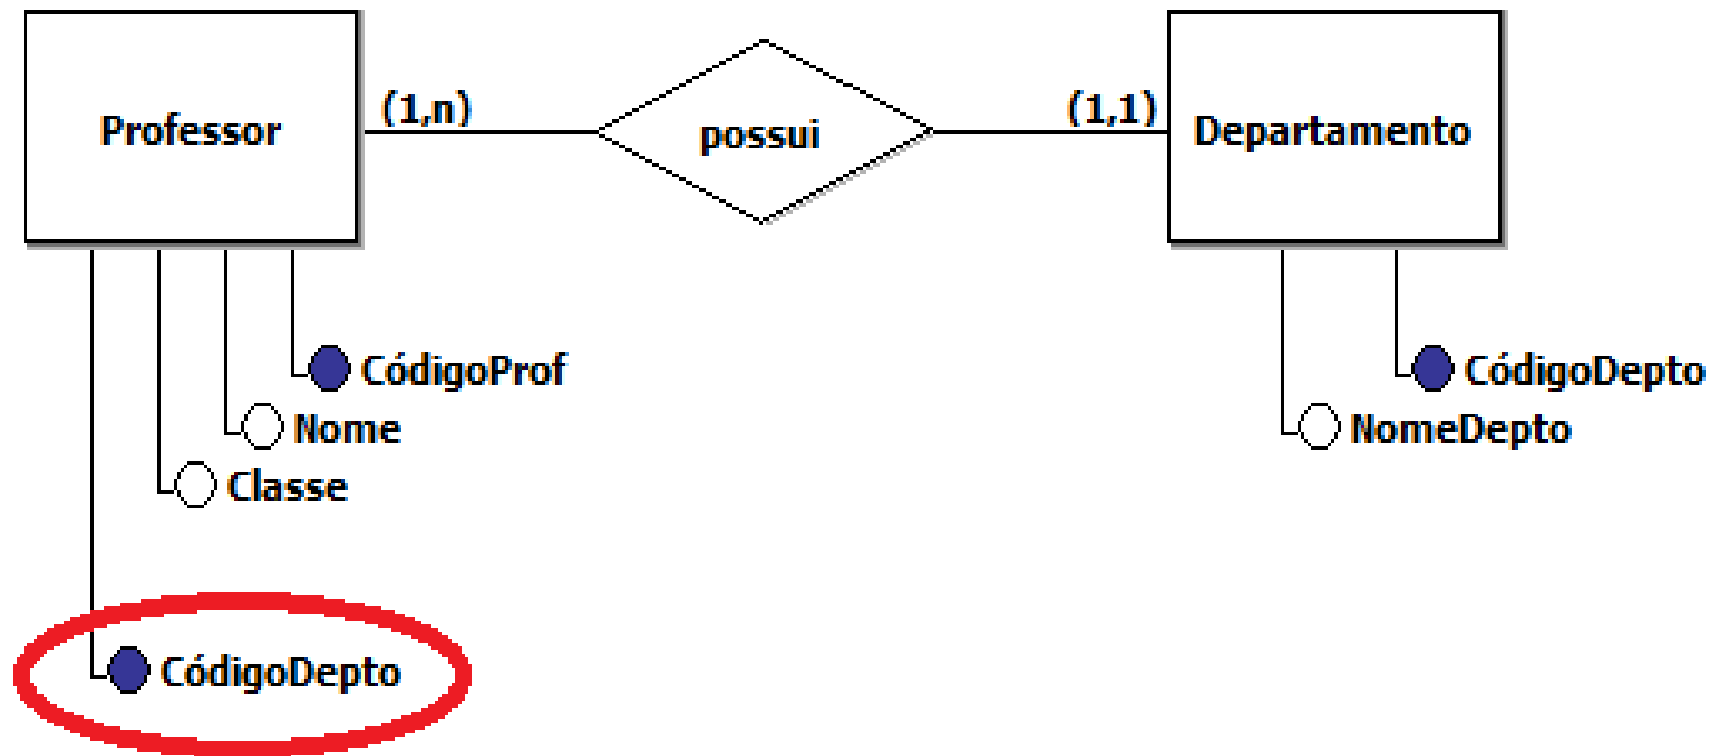 Professor
(1,n)
possui
(1,1)
Departamento
CódigoProf
Nome
Classe
CódigoDepto
CódigoDepto
NomeDepto